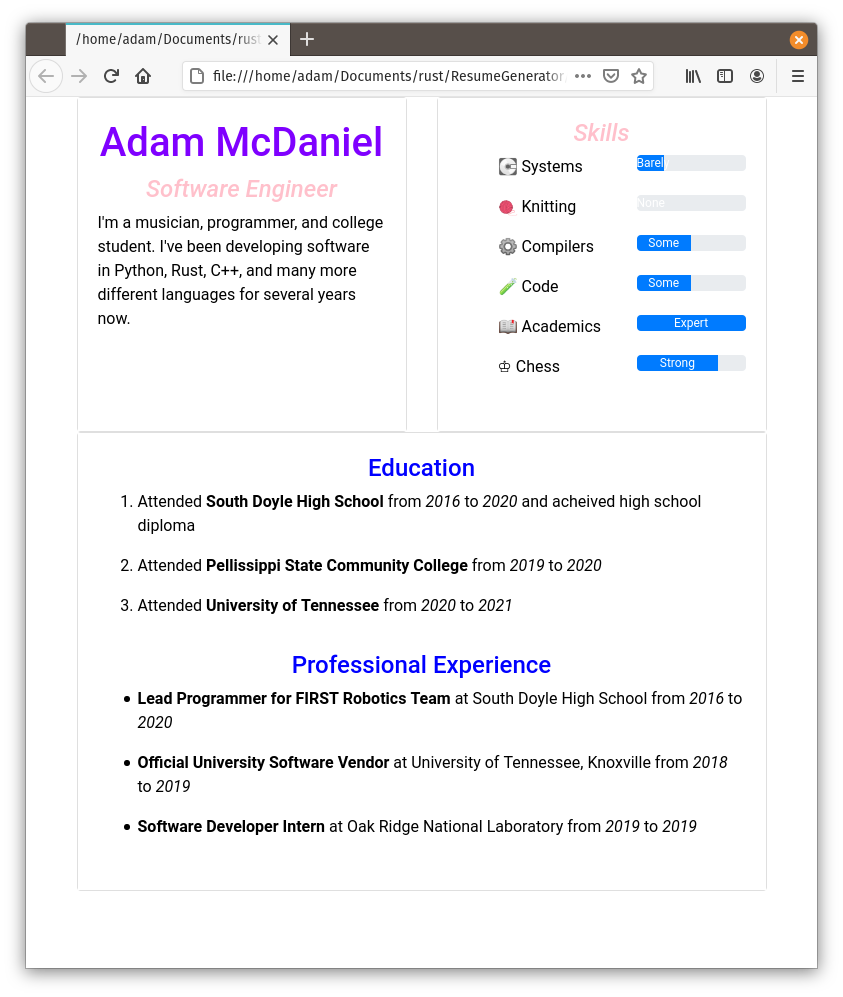 /home/adam/Documents/rust
file:///home/adam/Documents/rust/ResumeGenerator
Adam McDaniel
Software Engineer
I'm a musician, programmer, and college
student. I've been developing software
in Python, Rust, C++, and many more
different languages for several years
now.
Skills
Systems Barel
Knitting None
Compilers Some
Code Some
Academics Expert
Chess Strong
Education
1. Attended South Doyle High School from 2016 to 2020 and acheived high school
diploma
2. Attended Pellissippi State Community College from 2019 to 2020
3. Attended University of Tennessee from 2020 to 2021
Professional Experience
• Lead Programmer for FIRST Robotics Team at South Doyle High School from 2016 to
2020
• Official University Software Vendor at University of Tennessee, Knoxville from 2018
to 2019
• Software Developer Intern at Oak Ridge National Laboratory from 2019 to 2019